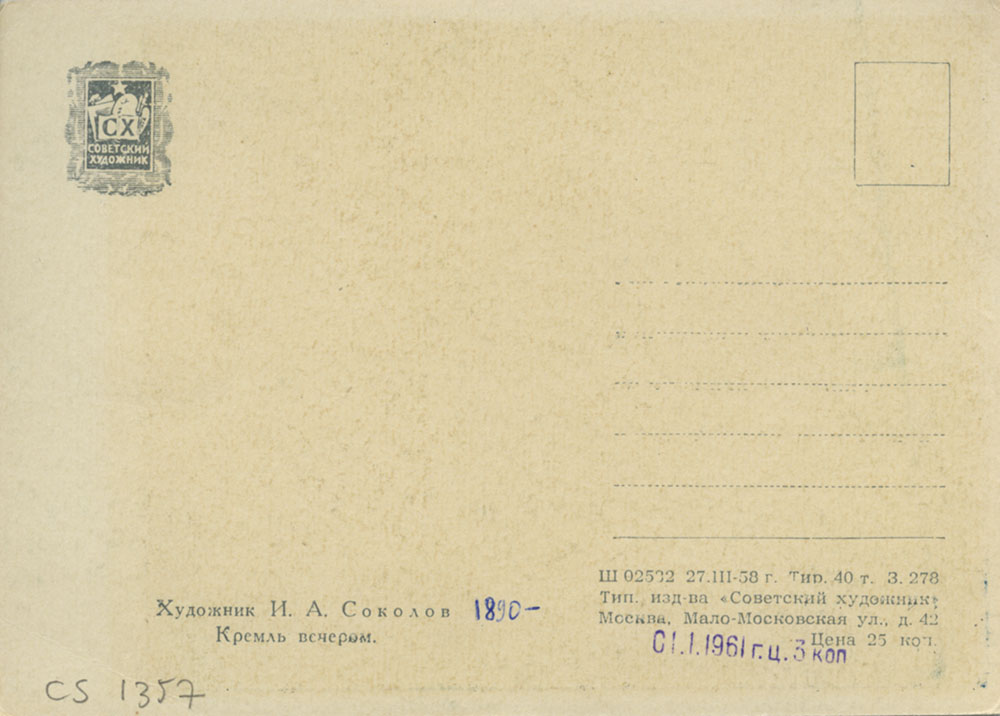 СХ
СОВЕТСКИЙ
ХУДОЖНИК
Художник И. А. Соколов 1890-
Кремль вечером.
Ш 02532 27.III-58 г. Тир. 40 т. З. 278
Тип. изд-ва «Советский художник»
Москва, Мало-Московская ул., д. 42
Цена 25 коп.
С 1.1.1961 г. ц. 3 коп
CS 1357